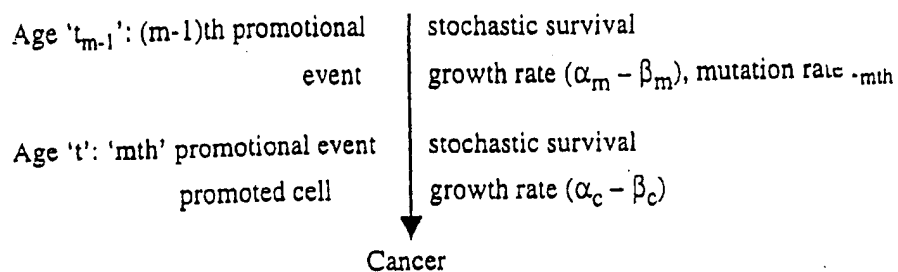 Age ‘t_{m-1}’: (m-1)th promotional
event
stochastic survival
growth rate (α_m – β_m), mutation rate
Age ‘t’: ‘mth’ promotional event
promoted cell
stochastic survival
growth rate (α_c – β_c)
Cancer